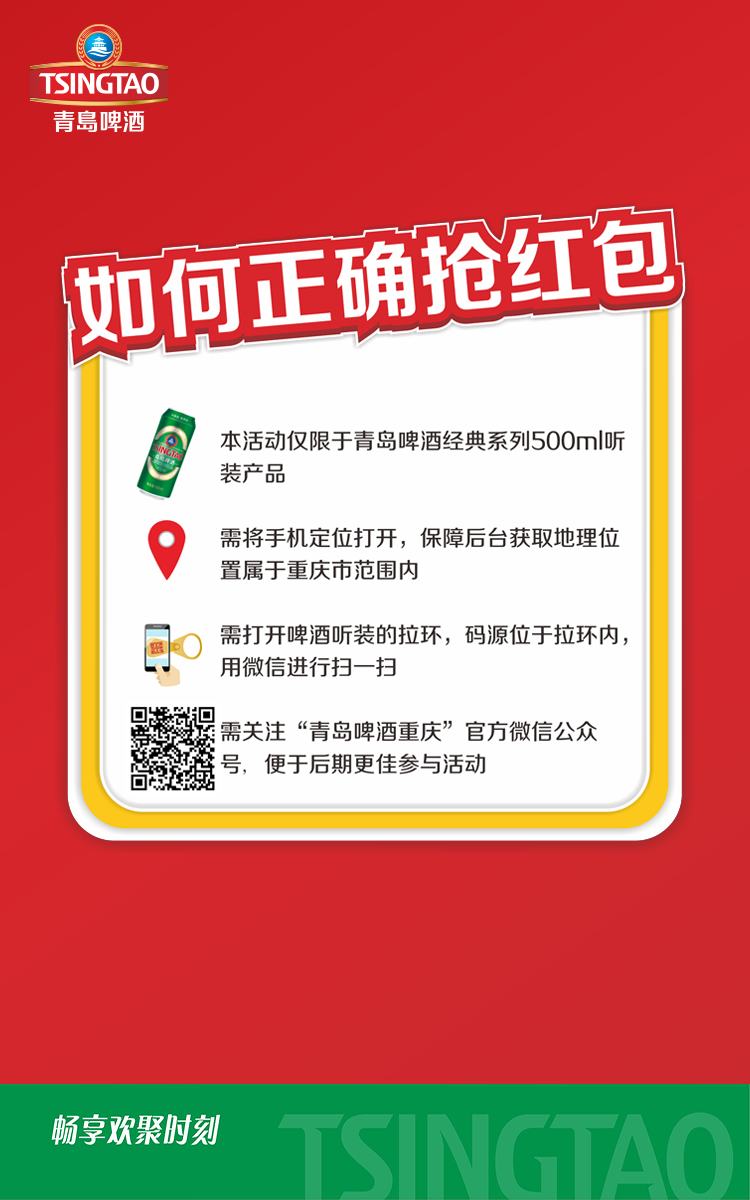 TSINGTAO
青島啤酒
如何正确抢红包
TSINGTAO
本活动仅限于青岛啤酒经典系列500ml听
装产品
需将手机定位打开，保障后台获取地理位
置属于重庆市范围内
需打开啤酒听装的拉环，码源位于拉环内，
用微信进行扫一扫
需关注“青岛啤酒重庆”官方微信公众
号，便于后期更佳参与活动
畅享欢聚时刻
TSINGTAO